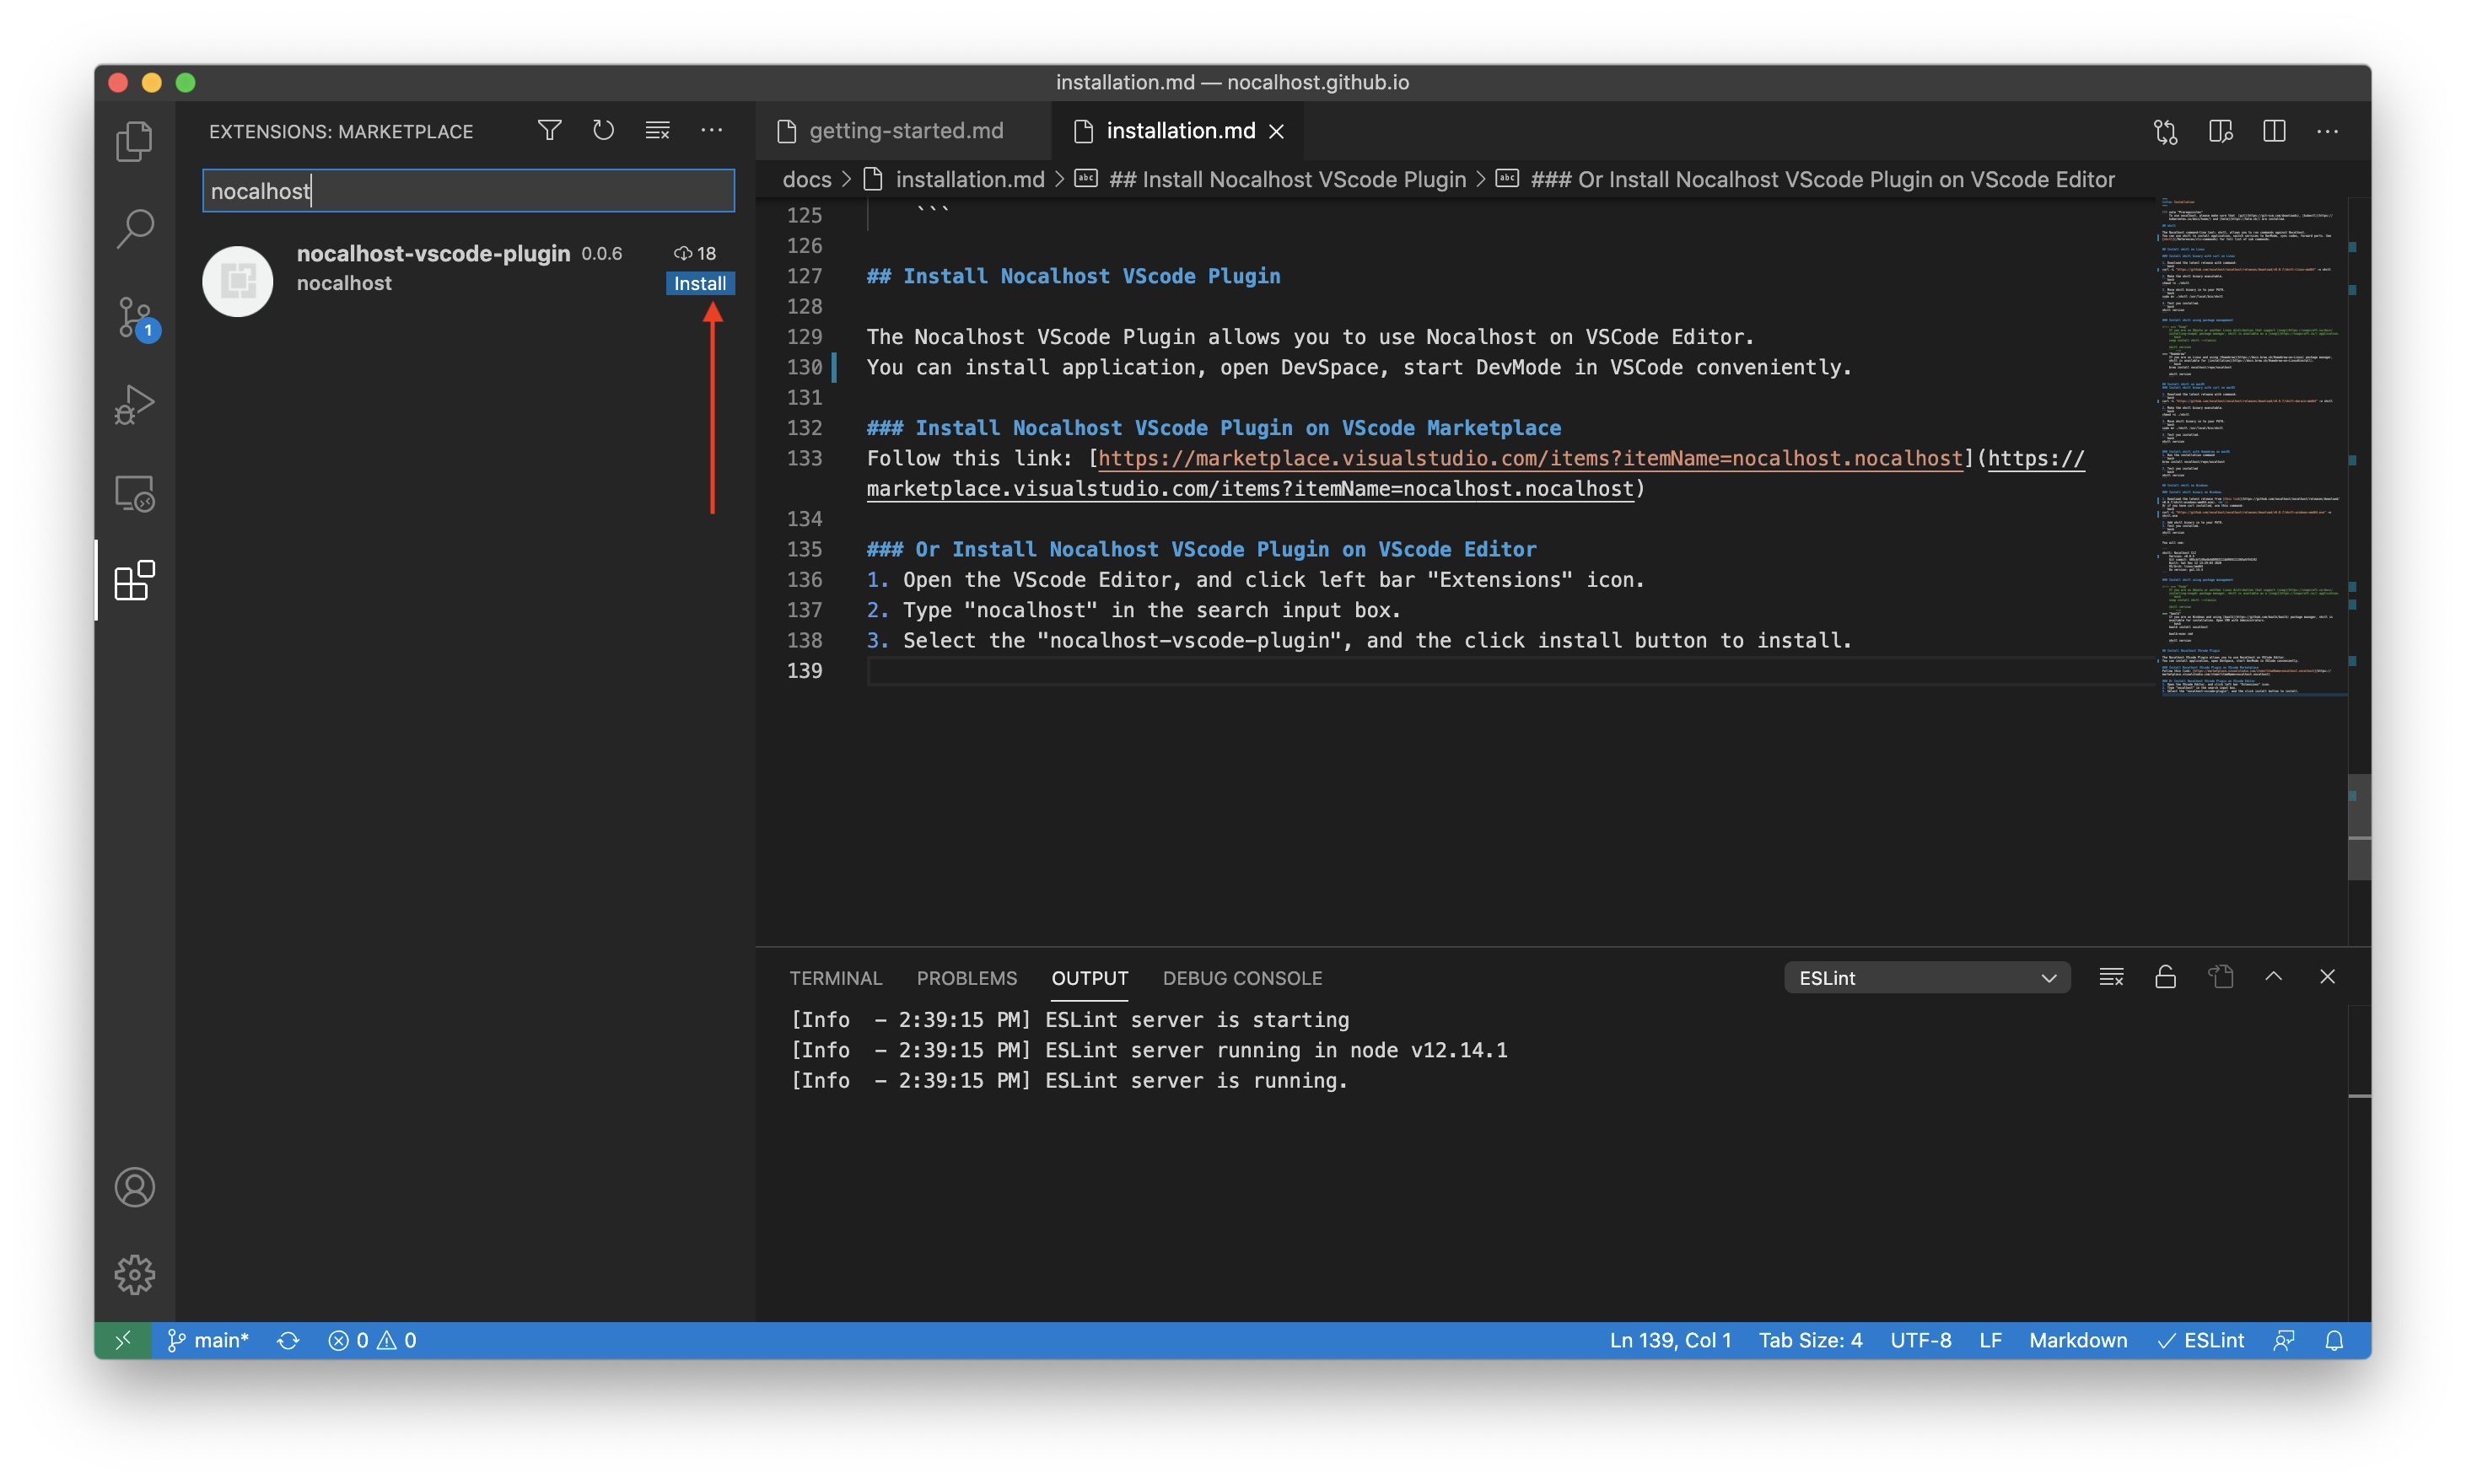 installation.md — nocalhost.github.io
EXTENSIONS: MARKETPLACE
nocalhost
nocalhost-vscode-plugin 0.0.6 18
nocalhost Install
1
getting-started.md installation.md
docs > installation.md > ## Install Nocalhost VScode Plugin > ### Or Install Nocalhost VScode Plugin on VScode Editor
125 ```
126
127 ## Install Nocalhost VScode Plugin
128
129 The Nocalhost VScode Plugin allows you to use Nocalhost on VSCode Editor.
130 You can install application, open DevSpace, start DevMode in VSCode conveniently.
131
132 ### Install Nocalhost VScode Plugin on VScode Marketplace
133 Follow this link: [https://marketplace.visualstudio.com/items?itemName=nocalhost.nocalhost](https://
marketplace.visualstudio.com/items?itemName=nocalhost.nocalhost)
134
135 ### Or Install Nocalhost VScode Plugin on VScode Editor
136 1. Open the VScode Editor, and click left bar "Extensions" icon.
137 2. Type "nocalhost" in the search input box.
138 3. Select the "nocalhost-vscode-plugin", and the click install button to install.
139
TERMINAL PROBLEMS OUTPUT DEBUG CONSOLE ESLint
[Info  - 2:39:15 PM] ESLint server is starting
[Info  - 2:39:15 PM] ESLint server running in node v12.14.1
[Info  - 2:39:15 PM] ESLint server is running.
main* 0 0 Ln 139, Col 1 Tab Size: 4 UTF-8 LF Markdown ESLint